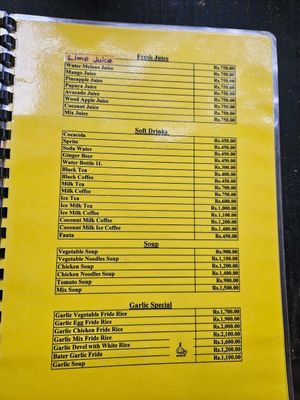 Fresh Juice
Lime Juice
Water Melone Juice Rs.750.00
Mango Juice Rs.750.00
Pineapple Juice Rs.750.00
Papaya Juice Rs.750.00
Avacado Juice Rs.750.00
Wood Apple Juice Rs.750.00
Coconut Juice Rs.750.00
Mix Juice Rs.750.00
Soft Drinks
Cocacola Rs.450.00
Sprite Rs.450.00
Soda Water Rs.450.00
Ginger Beer Rs.450.00
Water Bottle 1L Rs.300.00
Black Tea Rs.400.00
Black Coffee Rs.450.00
Milk Tea Rs.700.00
Milk Coffee Rs.750.00
Ice Tea Rs.600.00
Ice Milk Tea Rs.1,000.00
Ice Milk Coffee Rs.1,100.00
Coconut Milk Coffee Rs.1,200.00
Coconut Milk Ice Coffee Rs.1,400.00
Fanta Rs.450.00
Soup
Vegetable Soup Rs.900.00
Vegetable Noodles Soup Rs.1,100.00
Chicken Soup Rs.1,200.00
Chicken Noodles Soup Rs.1,400.00
Tomato Soup Rs.900.00
Mix Soup Rs.1,500.00
Garlic Special
Garlic Vegetable Fride Rice Rs.1,700.00
Garlic Egg Fride Rice Rs.1,900.00
Garlic Chicken Fride Rice Rs.2,000.00
Garlic Mix Fride Rice Rs.2,100.00
Garlic Devel with White Rice Rs.1,600.00
Bater Garlic Fride Rs.1,200.00
Garlic Soup Rs.1,100.00